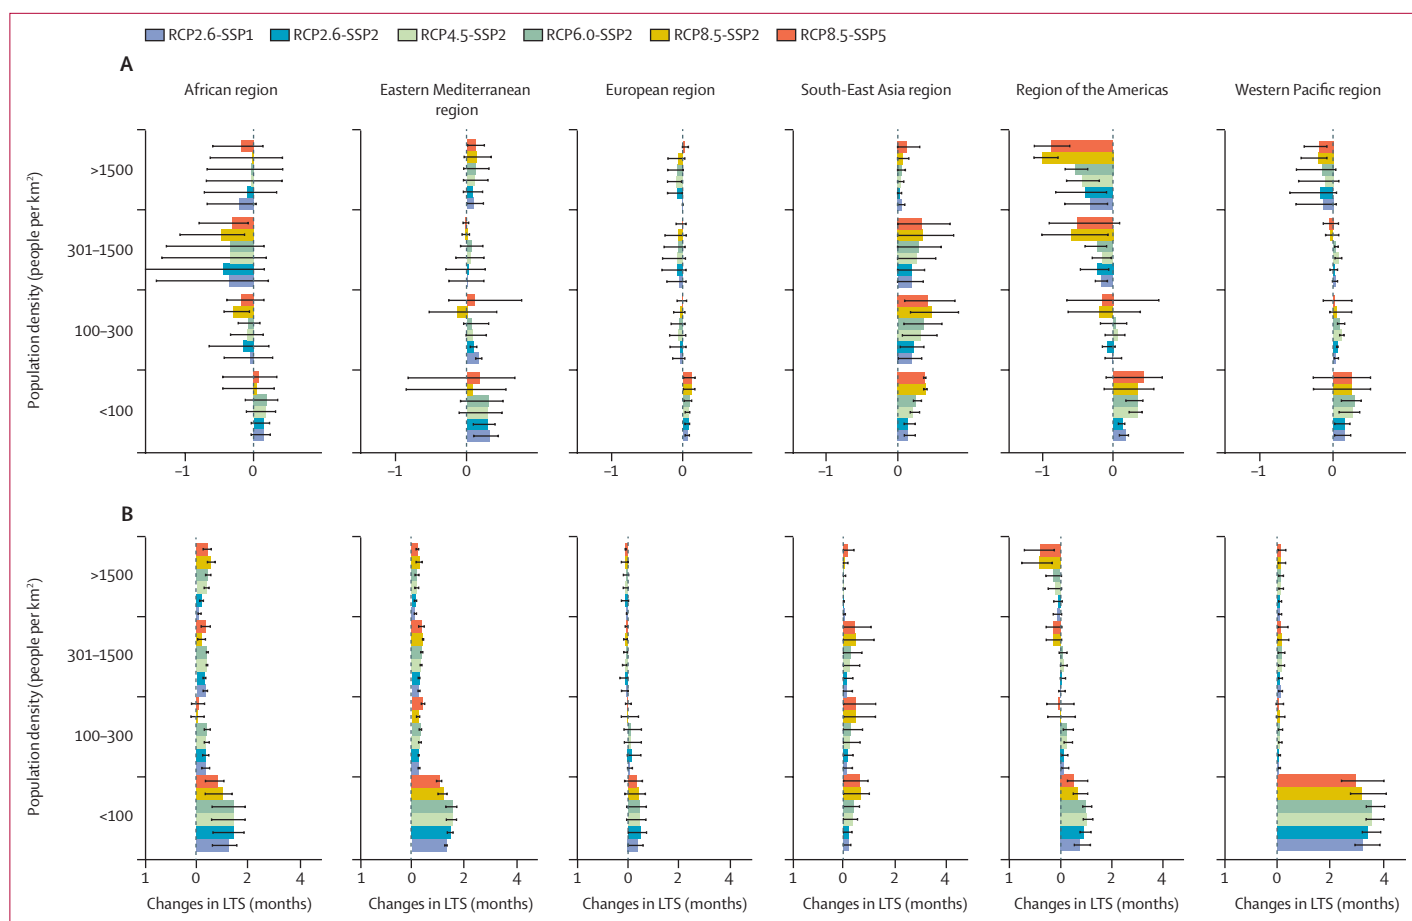 RCP2.6-SSP1 RCP2.6-SSP2 RCP4.5-SSP2 RCP6.0-SSP2 RCP8.5-SSP2 RCP8.5-SSP5
A
African region Eastern Mediterranean region European region South-East Asia region Region of the Americas Western Pacific region
Population density (people per km²)
>1500
301–1500
100–300
<100
–1 0 –1 0 –1 0 –1 0 –1 0 –1 0
B
Population density (people per km²)
>1500
301–1500
100–300
<100
1 0 2 4 1 0 2 4 1 0 2 4 1 0 2 4 1 0 2 4 1 0 2 4
Changes in LTS (months) Changes in LTS (months) Changes in LTS (months) Changes in LTS (months) Changes in LTS (months) Changes in LTS (months)